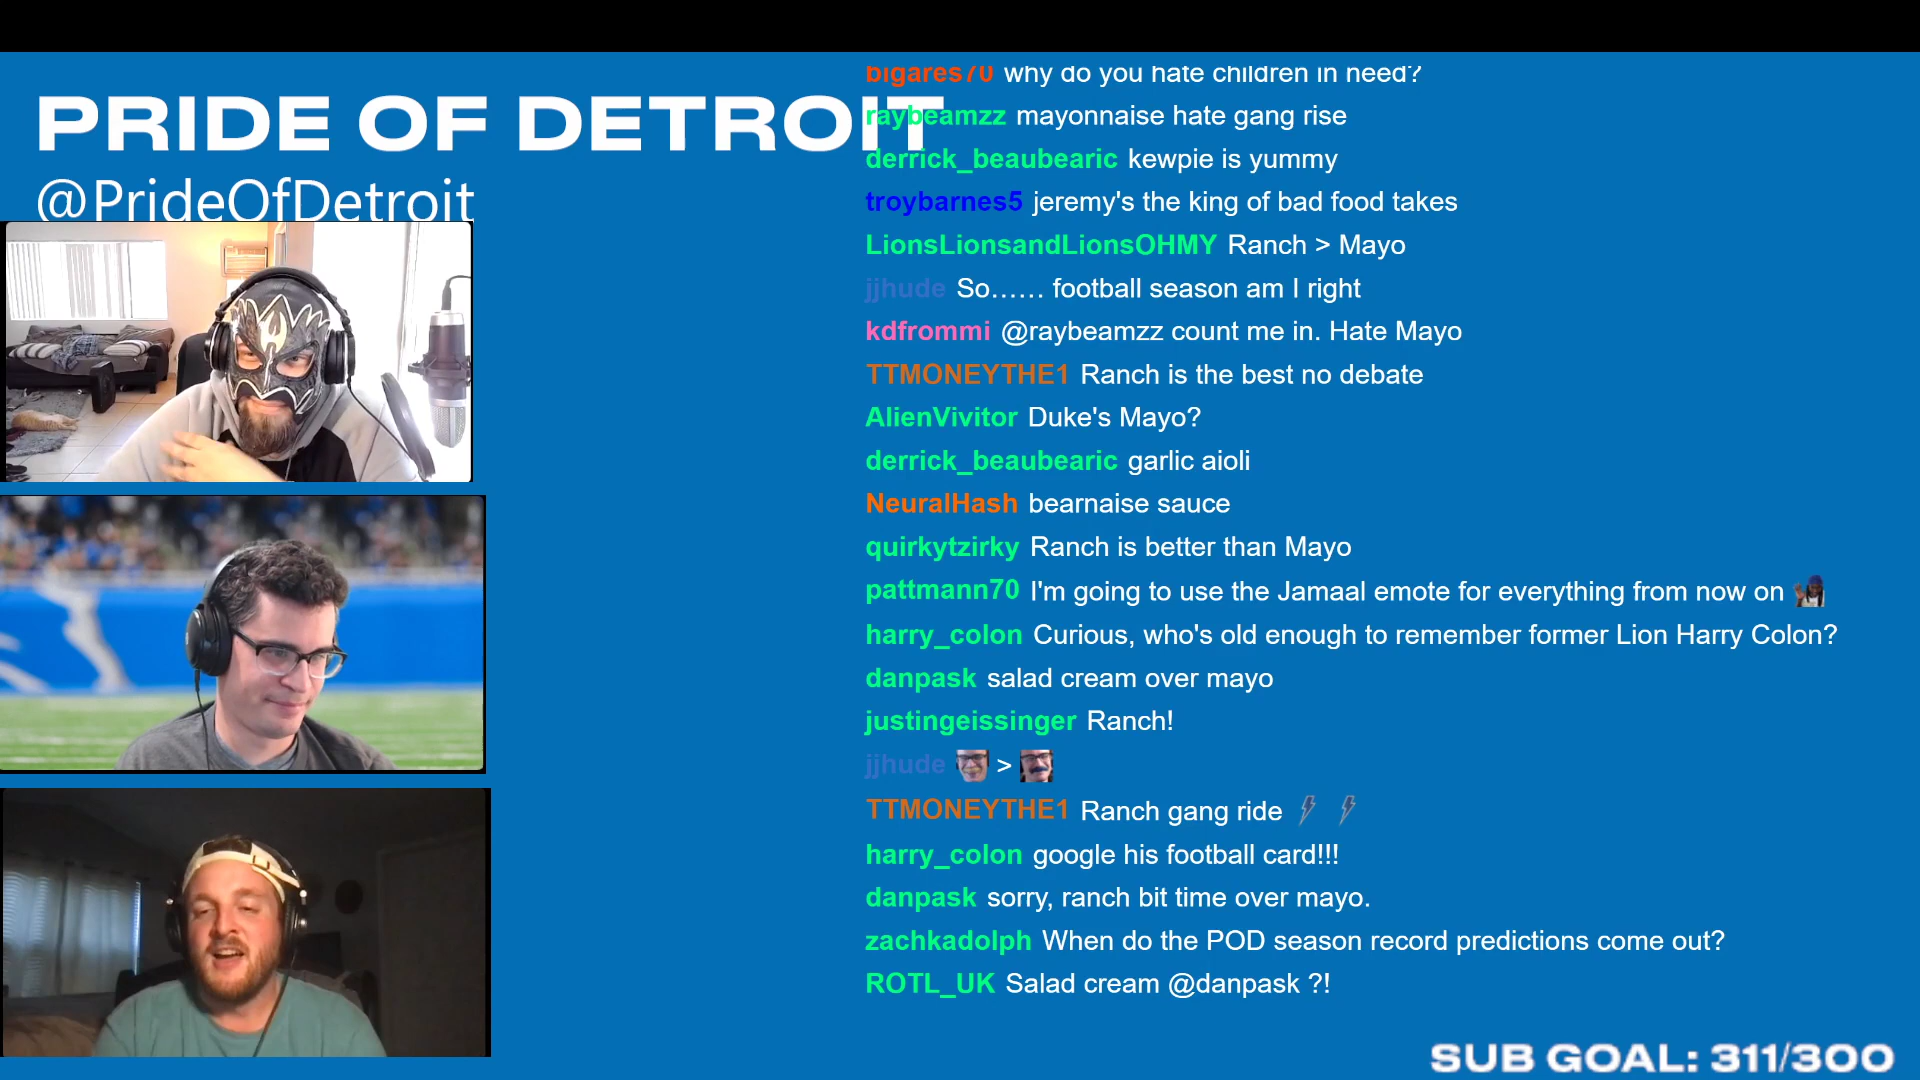 PRIDE OF DETROIT
@PrideOfDetroit
bigares70 why do you hate children in need?
raybeamzz mayonnaise hate gang rise
derrick_beaubearic kewpie is yummy
troybarnes5 jeremy's the king of bad food takes
LionsLionsandLionsOHMY Ranch > Mayo
jjhude So...... football season am I right
kdfrommi @raybeamzz count me in. Hate Mayo
TTMONEYTHE1 Ranch is the best no debate
AlienVivitor Duke's Mayo?
derrick_beaubearic garlic aioli
NeuralHash bearnaise sauce
quirkytzirky Ranch is better than Mayo
pattmann70 I'm going to use the Jamaal emote for everything from now on
harry_colon Curious, who's old enough to remember former Lion Harry Colon?
danpask salad cream over mayo
justingeissinger Ranch!
jjhude >
TTMONEYTHE1 Ranch gang ride
harry_colon google his football card!!!
danpask sorry, ranch bit time over mayo.
zachkadolph When do the POD season record predictions come out?
ROTL_UK Salad cream @danpask ?!
SUB GOAL: 311/300